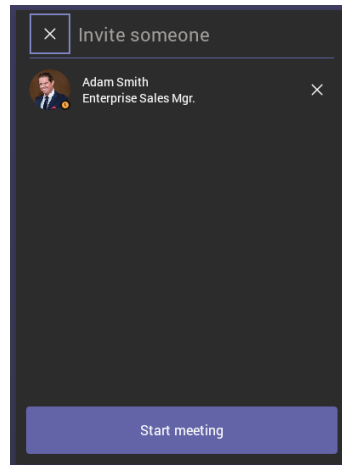 Invite someone
Adam Smith
Enterprise Sales Mgr.
Start meeting